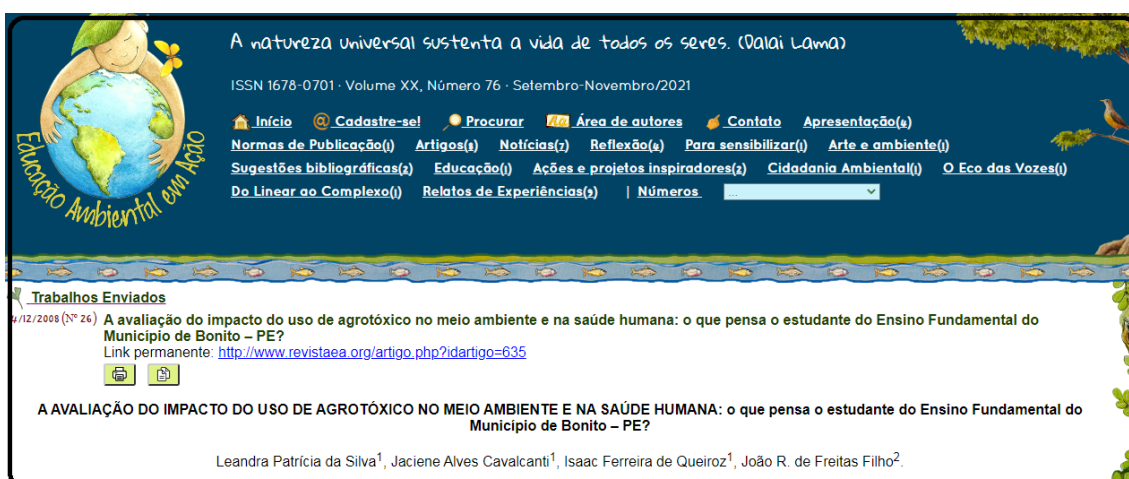 A natureza universal sustenta a vida de todos os seres. (Dalai Lama)
ISSN 1678-0701 · Volume XX, Número 76 · Setembro-Novembro/2021
Início Cadastre-se! Procurar Área de autores Contato Apresentação(4)
Normas de Publicação(1) Artigos(8) Notícias(7) Reflexão(4) Para sensibilizar(1) Arte e ambiente(1)
Sugestões bibliográficas(2) Educação(1) Ações e projetos inspiradores(2) Cidadania Ambiental(1) O Eco das Vozes(1)
Do Linear ao Complexo(1) Relatos de Experiências(9) | Números ...
Educação Ambiental em Ação
Trabalhos Enviados
4/12/2008 (Nº 26) A avaliação do impacto do uso de agrotóxico no meio ambiente e na saúde humana: o que pensa o estudante do Ensino Fundamental do
Município de Bonito – PE?
Link permanente: http://www.revistaea.org/artigo.php?idartigo=635
A AVALIAÇÃO DO IMPACTO DO USO DE AGROTÓXICO NO MEIO AMBIENTE E NA SAÚDE HUMANA: o que pensa o estudante do Ensino Fundamental do
Município de Bonito – PE?
Leandra Patrícia da Silva1, Jaciene Alves Cavalcanti1, Isaac Ferreira de Queiroz1, João R. de Freitas Filho2.